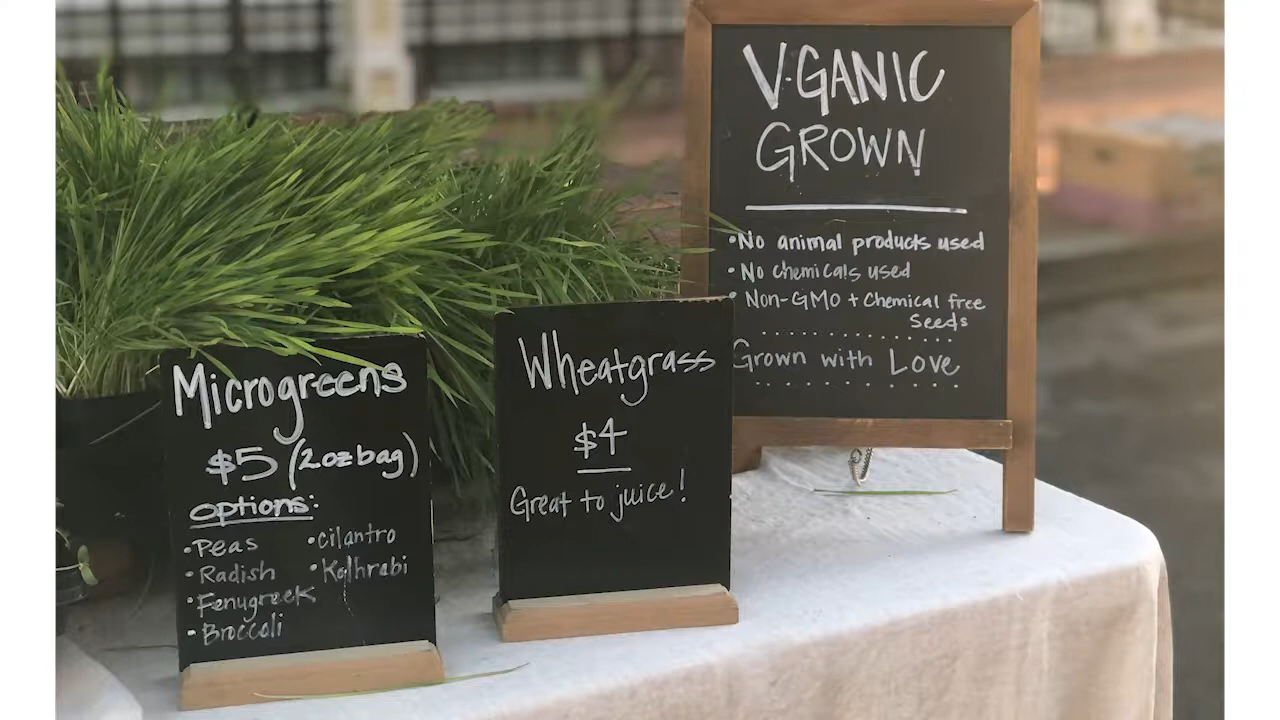 V-GANIC
GROWN
•No animal products used
•No chemicals used
•Non-GMO + Chemical free
Seeds
Grown with Love
Microgreens
$5 (2oz bag)
options:
•Peas
•Radish
•Fenugreek
•Broccoli
•cilantro
•Kolhrabi
Wheatgrass
$4
Great to juice!